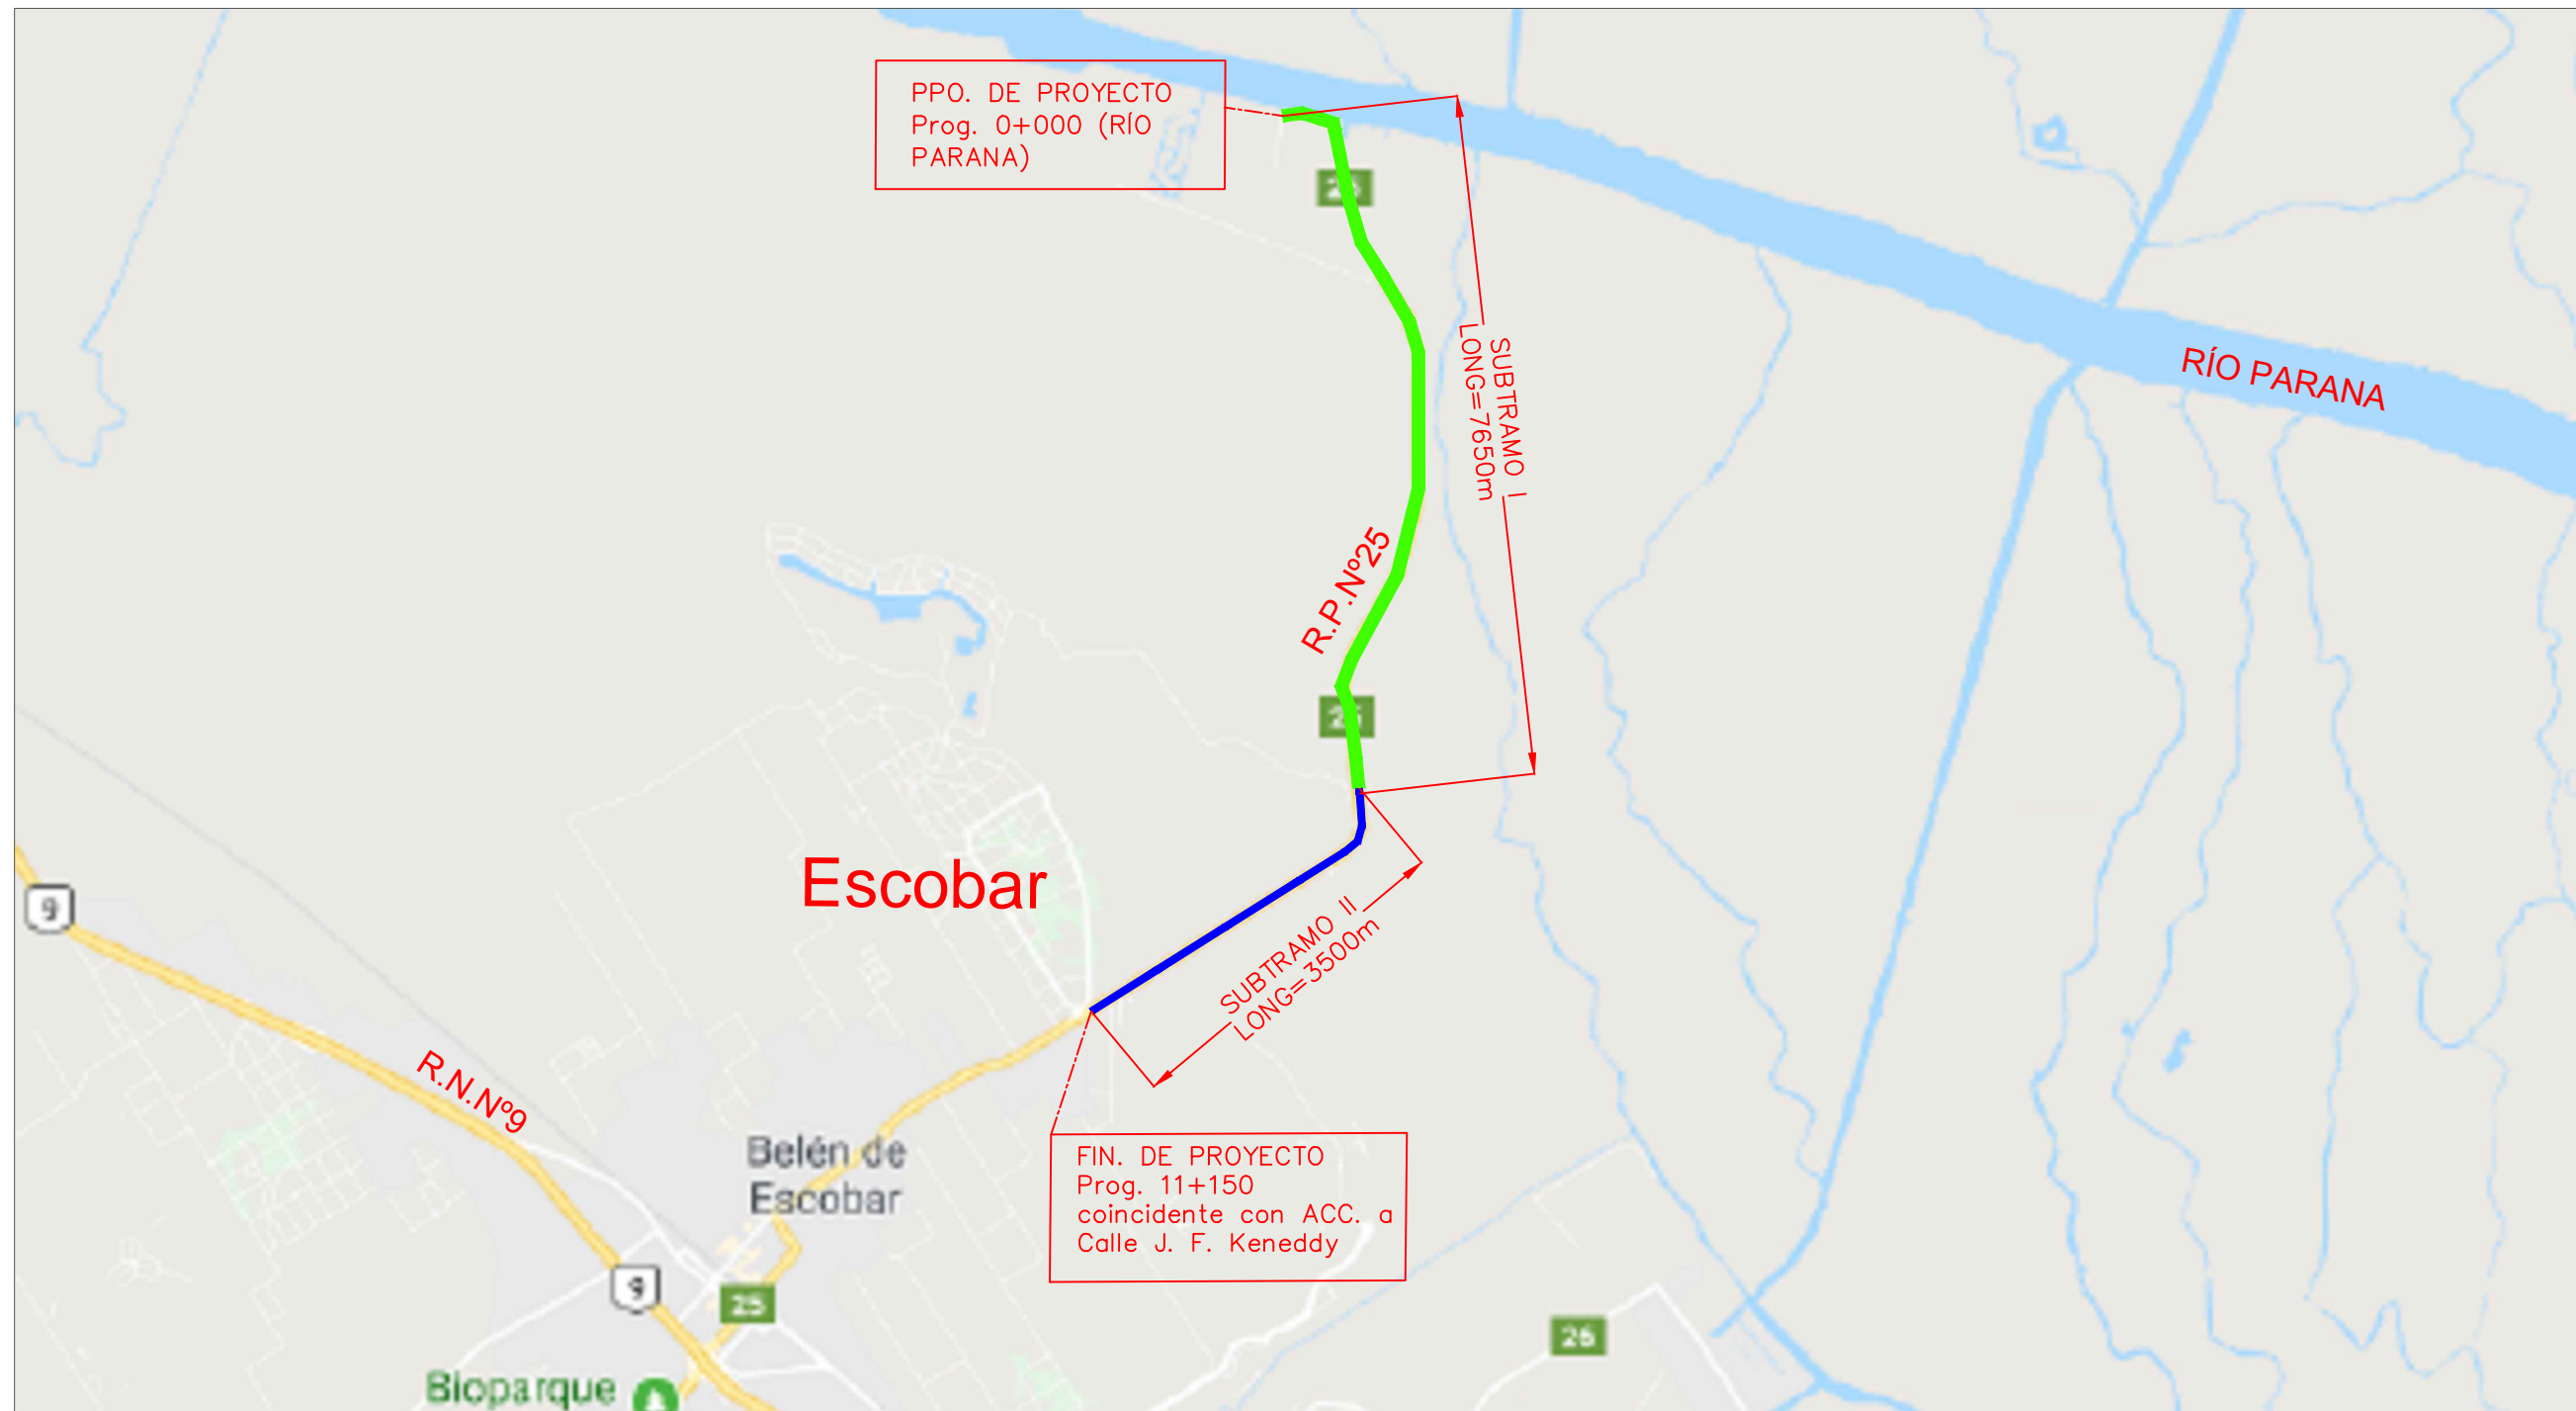 PPO. DE PROYECTO
Prog. 0+000 (RÍO
PARANA)
RÍO PARANA
SUBTRAMO I
LONG=7650m
R.P.Nº25
Escobar
9
SUBTRAMO II
LONG=3500m
R.N.Nº9
Belén de
Escobar
FIN. DE PROYECTO
Prog. 11+150
coincidente con ACC. a
Calle J. F. Keneddy
9
25
26
Bioparque